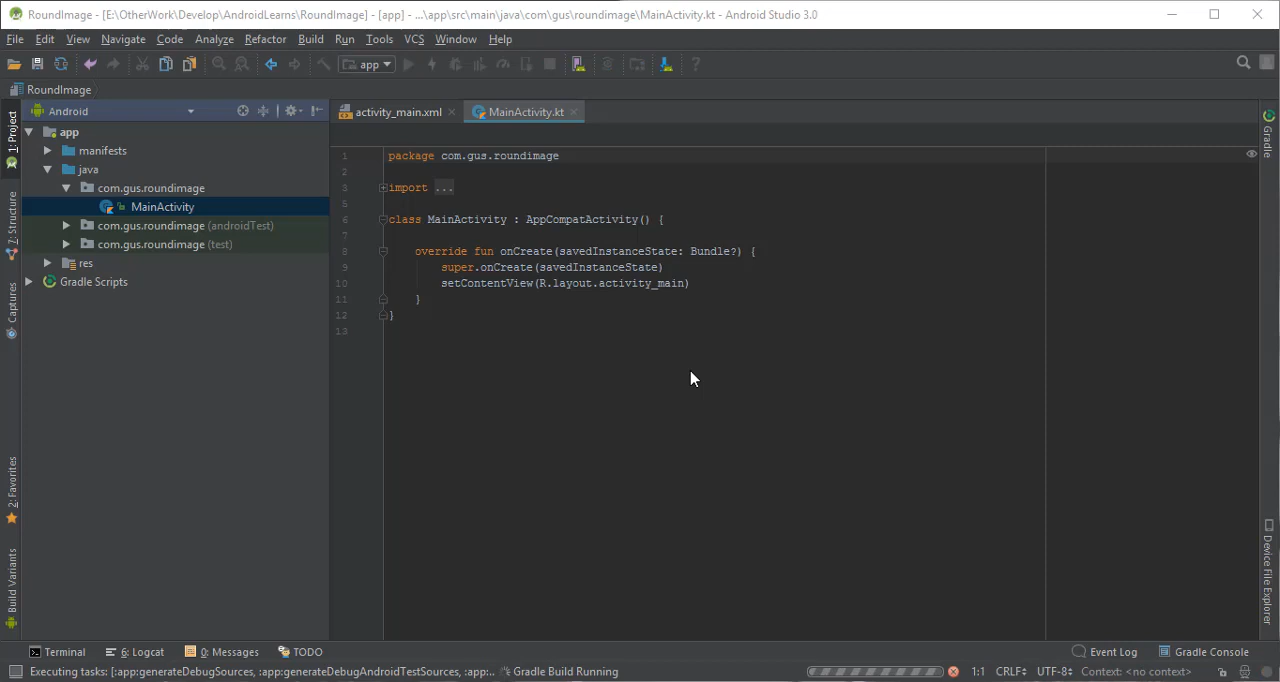 RoundImage - [E:\OtherWork\Develop\AndroidLearns\RoundImage] - [app] - ...\app\src\main\java\com\gus\roundimage\MainActivity.kt - Android Studio 3.0
File Edit View Navigate Code Analyze Refactor Build Run Tools VCS Window Help
app
RoundImage
Android
activity_main.xml
MainActivity.kt
1: Project
7: Structure
Captures
2: Favorites
Build Variants
app
manifests
java
com.gus.roundimage
MainActivity
com.gus.roundimage (androidTest)
com.gus.roundimage (test)
res
Gradle Scripts
1 package com.gus.roundimage
2
3 import ...
5
6 class MainActivity : AppCompatActivity() {
7
8 override fun onCreate(savedInstanceState: Bundle?) {
9 super.onCreate(savedInstanceState)
10 setContentView(R.layout.activity_main)
11 }
12 }
13
Gradle
Device File Explorer
Terminal 6: Logcat 0: Messages TODO Event Log Gradle Console
Executing tasks: [:app:generateDebugSources, :app:generateDebugAndroidTestSources, :app:... Gradle Build Running 1:1 CRLF UTF-8 Context: <no context>